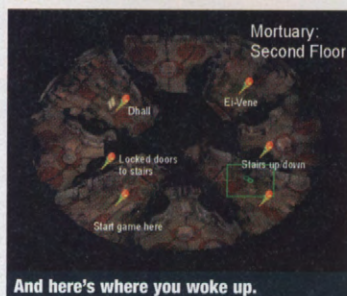 Mortuary:
Second Floor
Dhall
Ei-Vene
Locked doors
to stairs
Stairs up down
Start game here
And here's where you woke up.